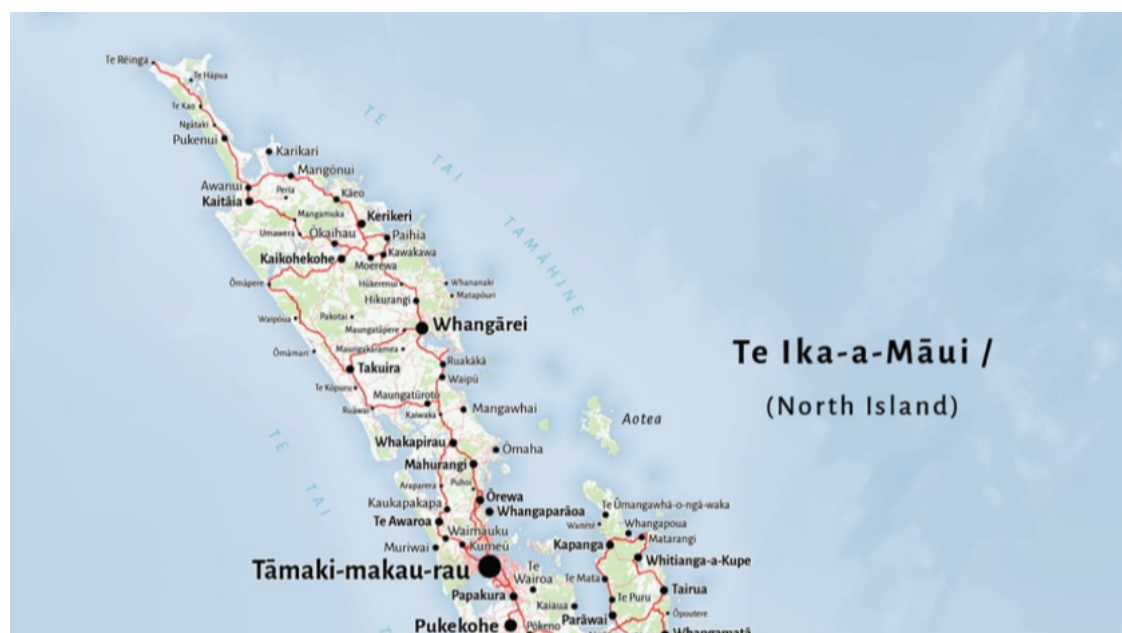 Te Rēinga
Te Hāpua
Te Kao
Ngātaki
Pukenui
TE
Karikari
Mangōnui
TAI
Awanui
Peria
Kāeo
Kaitāia
Mangamuka
Kerikeri
TAMĀHINE
Umawera
Ōkaihau
Paihia
Kaikohekohe
Kawakawa
Moerewa
Ōmāpere
Hūkerenui
Whananaki
Hikurangi
Matapōuri
Waipōua
Pakotai
Maungatāpere
Whangārei
Ōmāmari
Maungakāramea
Te Ika-a-Māui /
Ruakākā
Takuira
Waipū
Te Kōpuru
Maungatūroto
(North Island)
Ruāwai
Kaiwaka
Mangawhai
Aotea
TE
Whakapirau
Ōmaha
Mahurangi
TAI
Araparera
Puhoi
Ōrewa
Kaukapakapa
Whangaparāoa
Te Ūmangawhā-o-ngā-waka
Te Awaroa
Whangapoua
Waimauku
Matarangi
Muriwai
Kumeū
Kapanga
Whitianga-a-Kupe
Tāmaki-makau-rau
Te
Wairoa
Te Mata
Tairua
Papakura
Kaiaua
Te Puru
Parāwai
Ōpoutere
Pukekohe
Pōkeno
Whangamatā